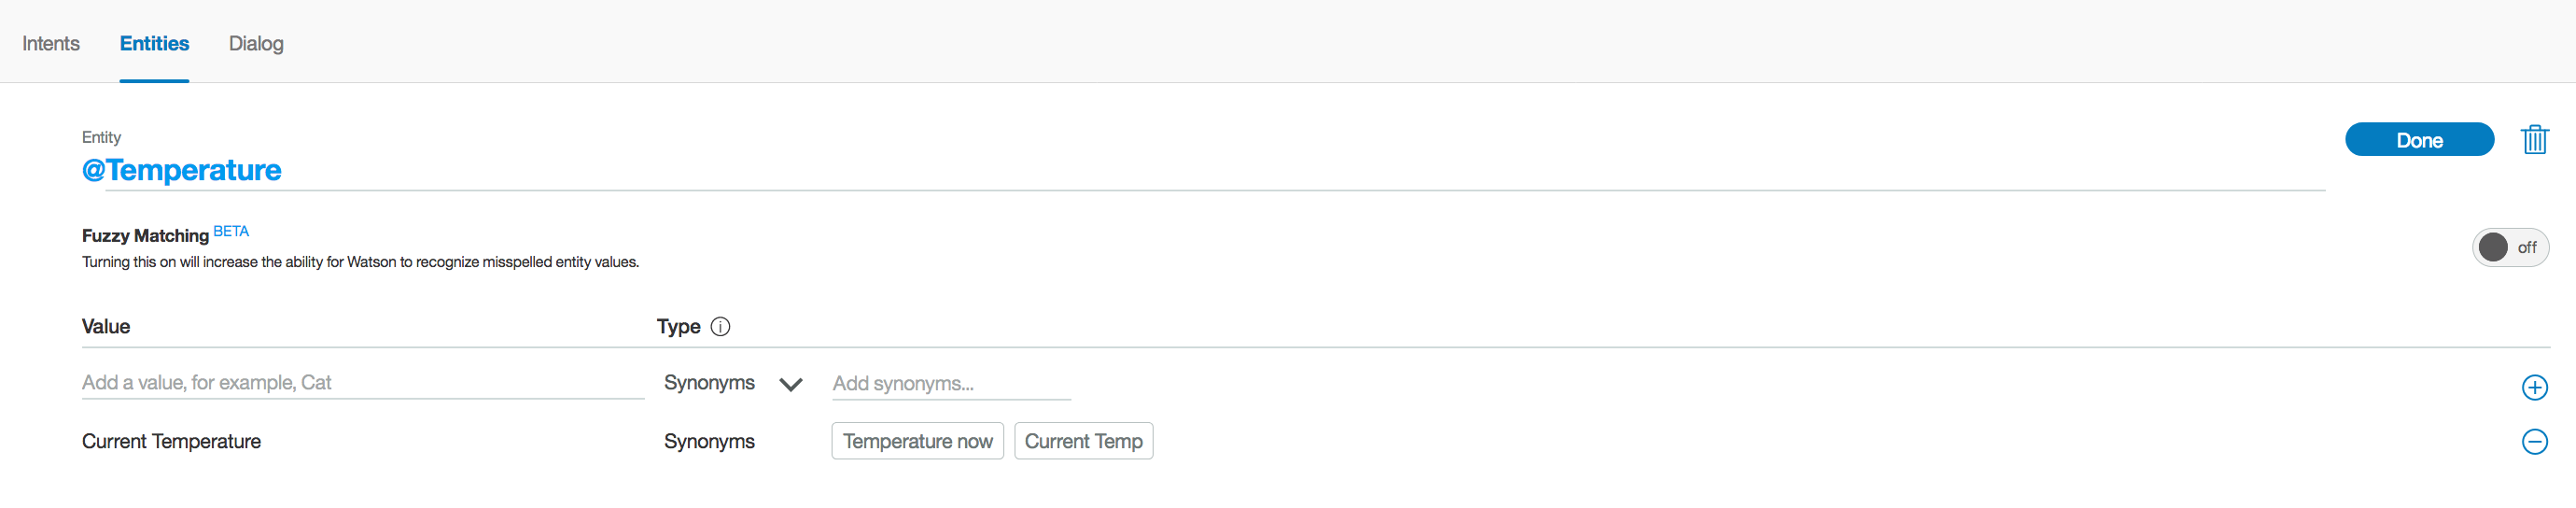 Intents Entities Dialog
Entity
@Temperature
Done
Fuzzy Matching BETA
Turning this on will increase the ability for Watson to recognize misspelled entity values.
off
Value Type
Add a value, for example, Cat Synonyms Add synonyms...
Current Temperature Synonyms Temperature now Current Temp